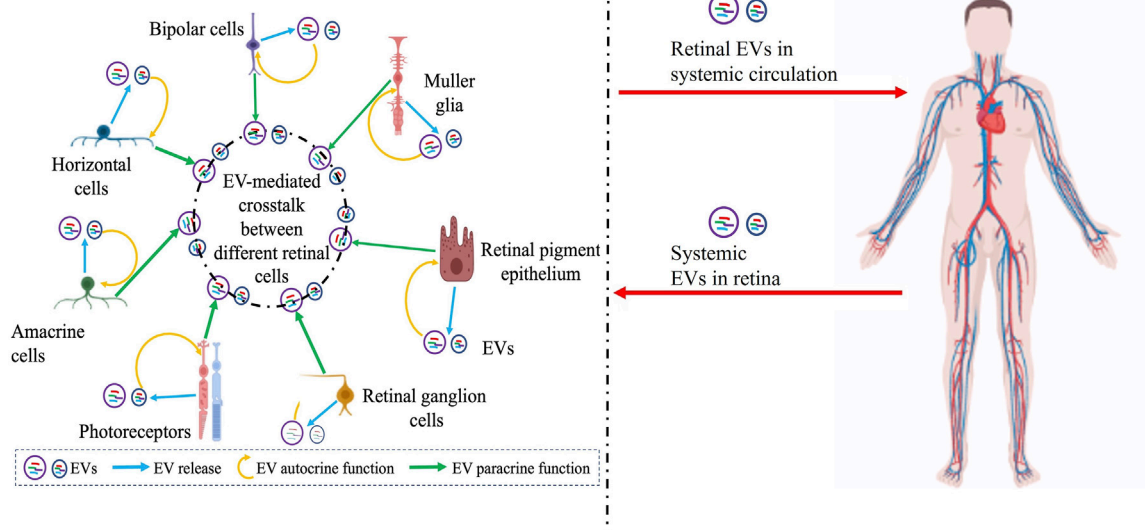 Bipolar cells
Muller
glia
Horizontal
cells
EV-mediated
crosstalk
between
different retinal
cells
Retinal pigment
epithelium
Amacrine
cells
EVs
Retinal ganglion
cells
Photoreceptors
EVs
EV release
EV autocrine function
EV paracrine function
Retinal EVs in
systemic circulation
Systemic
EVs in retina